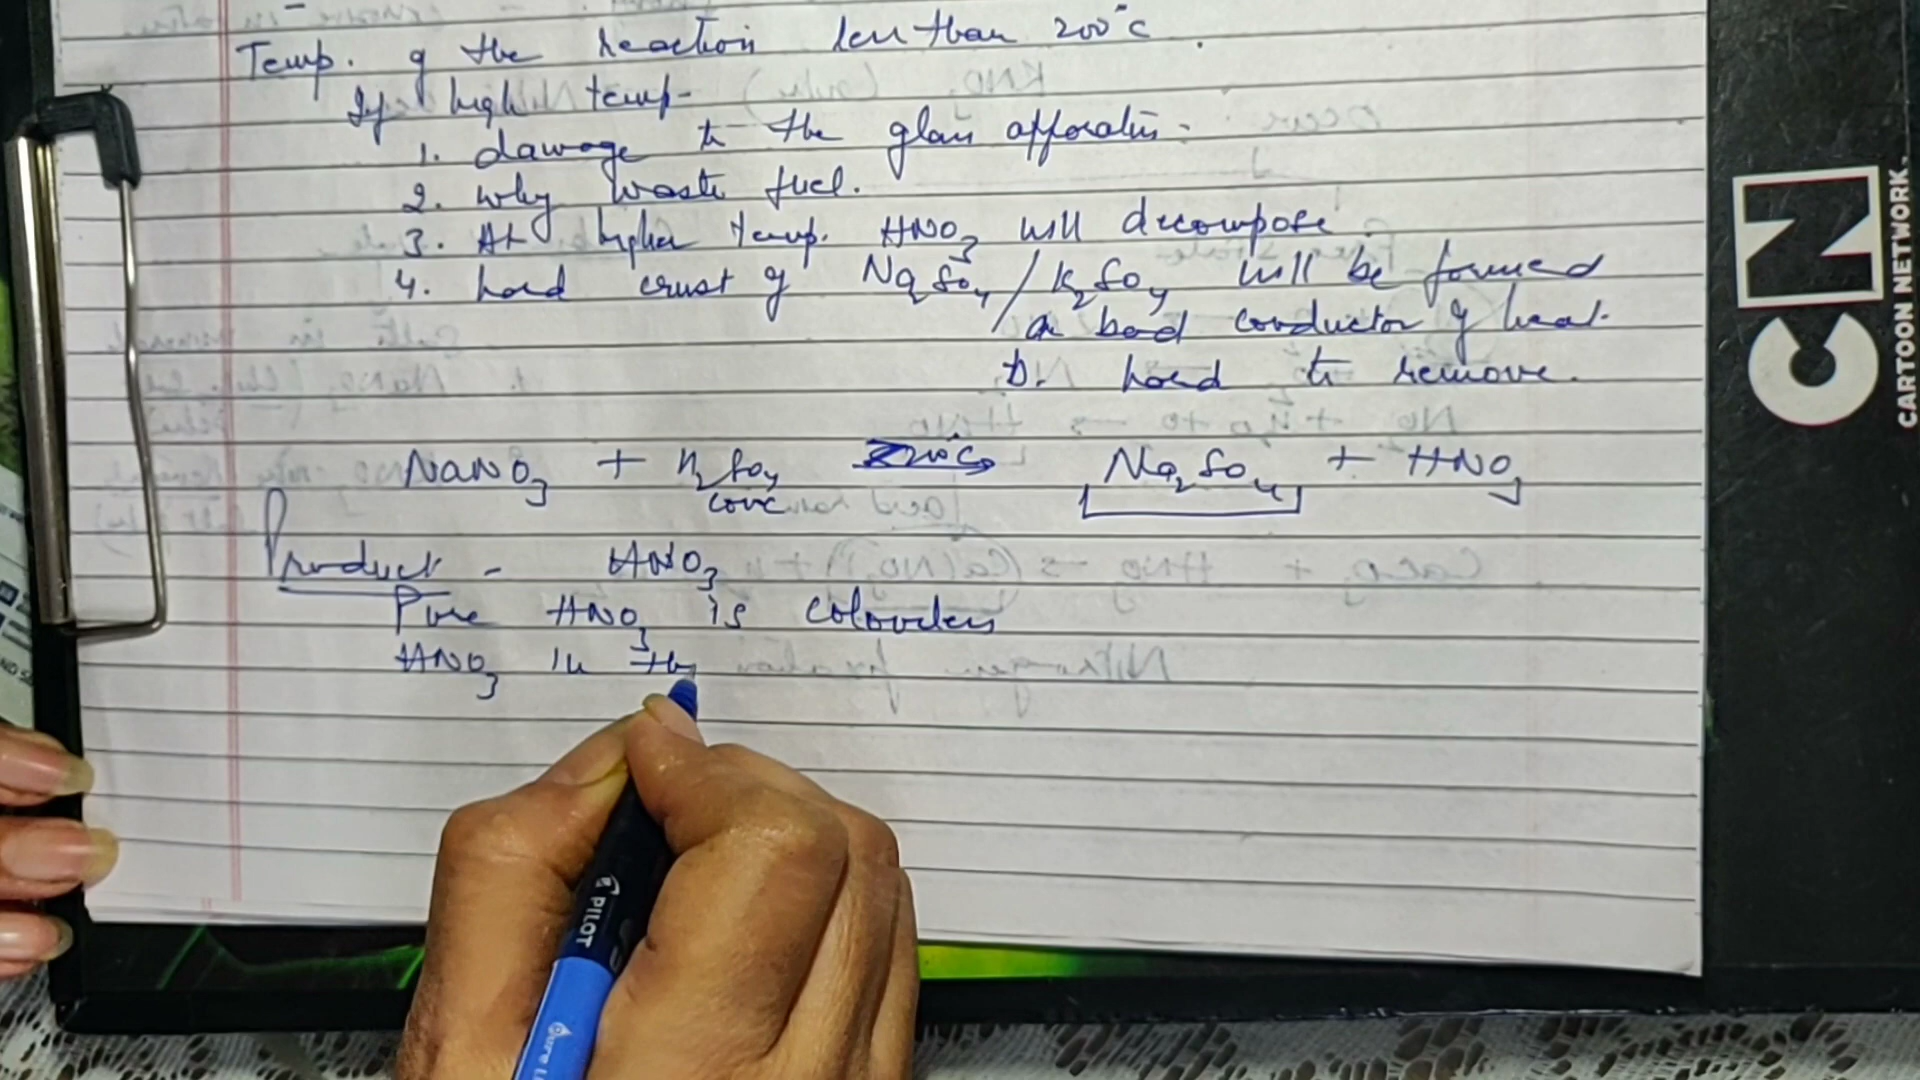 Temp. of the reaction less than 200°C.
If high temp-
1. damage to the glass apparatus.
2. why waste fuel.
3. At higher temp. HNO3 will decompose
4. hard crust of Na2SO4/K2SO4 will be formed
a bad conductor of heat.
b. hard to remove.
NaNO3 + H2SO4 200°C Na2SO4 + HNO3
conc
Product - HNO3
Pure HNO3 is colourless
HNO3 in the
PILOT
CN
CARTOON NETWORK